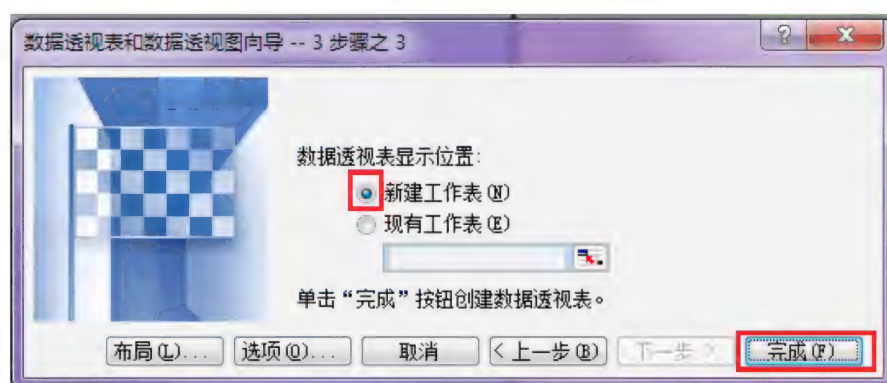 数据透视表和数据透视图向导 -- 3 步骤之 3
数据透视表显示位置:
新建工作表(N)
现有工作表(E)
单击“完成”按钮创建数据透视表。
布局(L)... 选项(O)... 取消 < 上一步(B) 下一步 > 完成(F)